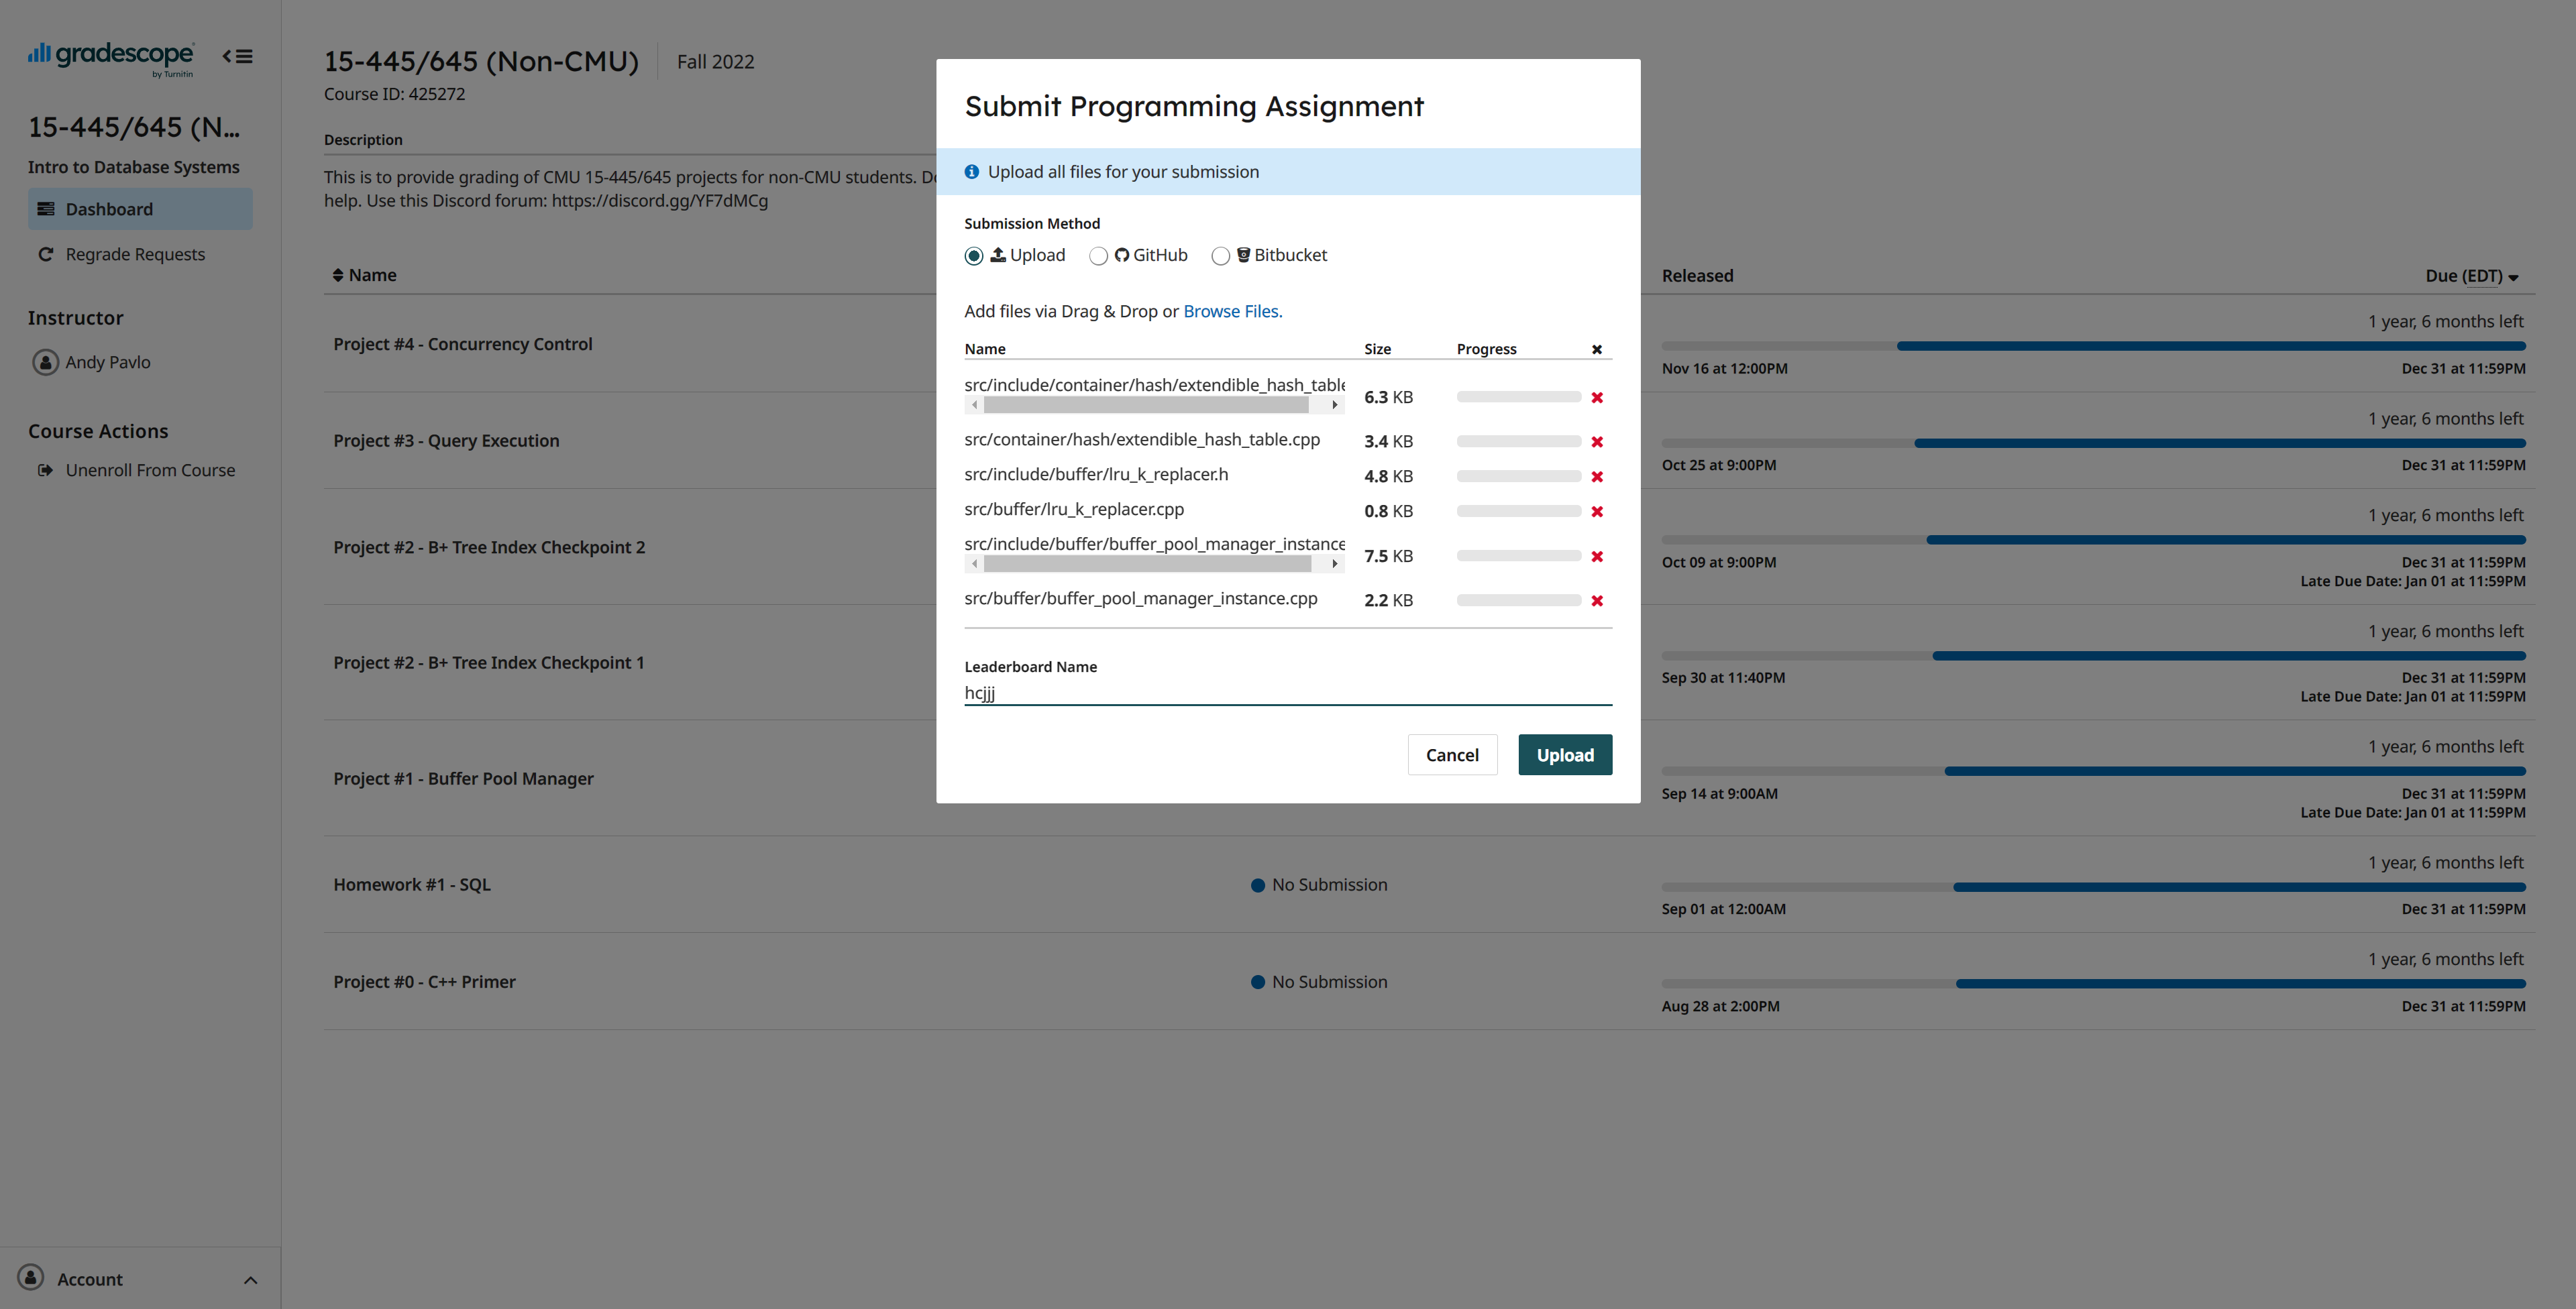 gradescope
by Turnitin
15-445/645 (N...
Intro to Database Systems
Dashboard
Regrade Requests
Instructor
Andy Pavlo
Course Actions
Unenroll From Course
Account
15-445/645 (Non-CMU)
Fall 2022
Course ID: 425272
Description
This is to provide grading of CMU 15-445/645 projects for non-CMU students.
help. Use this Discord forum: https://discord.gg/YF7dMCg
Name
Released
Due (EDT)
Project #4 - Concurrency Control
1 year, 6 months left
Nov 16 at 12:00PM
Dec 31 at 11:59PM
Project #3 - Query Execution
1 year, 6 months left
Oct 25 at 9:00PM
Dec 31 at 11:59PM
Project #2 - B+ Tree Index Checkpoint 2
1 year, 6 months left
Oct 09 at 9:00PM
Dec 31 at 11:59PM
Late Due Date: Jan 01 at 11:59PM
Project #2 - B+ Tree Index Checkpoint 1
1 year, 6 months left
Sep 30 at 11:40PM
Dec 31 at 11:59PM
Late Due Date: Jan 01 at 11:59PM
Project #1 - Buffer Pool Manager
1 year, 6 months left
Sep 14 at 9:00AM
Dec 31 at 11:59PM
Late Due Date: Jan 01 at 11:59PM
Homework #1 - SQL
No Submission
1 year, 6 months left
Sep 01 at 12:00AM
Dec 31 at 11:59PM
Project #0 - C++ Primer
No Submission
1 year, 6 months left
Aug 28 at 2:00PM
Dec 31 at 11:59PM
Submit Programming Assignment
Upload all files for your submission
Submission Method
Upload
GitHub
Bitbucket
Add files via Drag & Drop or Browse Files.
Name
Size
Progress
src/include/container/hash/extendible_hash_table
6.3 KB
src/container/hash/extendible_hash_table.cpp
3.4 KB
src/include/buffer/lru_k_replacer.h
4.8 KB
src/buffer/lru_k_replacer.cpp
0.8 KB
src/include/buffer/buffer_pool_manager_instance
7.5 KB
src/buffer/buffer_pool_manager_instance.cpp
2.2 KB
Leaderboard Name
hcjjj
Cancel
Upload